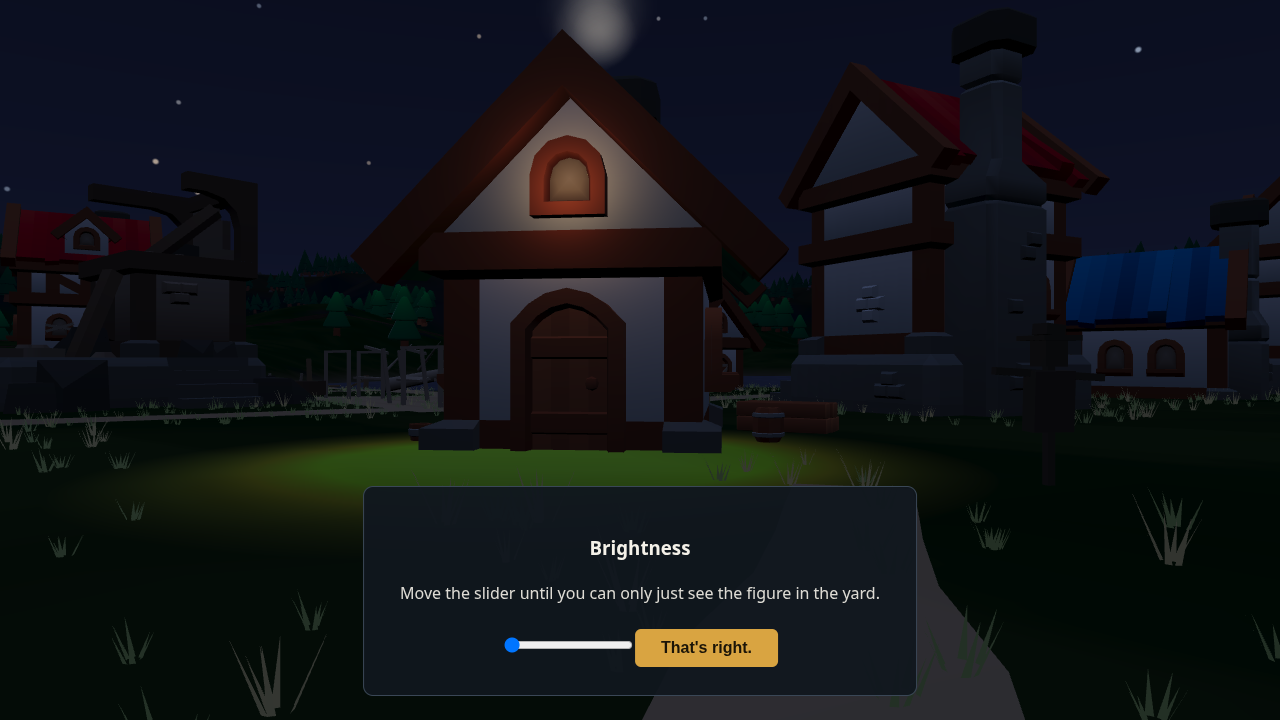 Brightness
Move the slider until you can only just see the figure in the yard.
That's right.